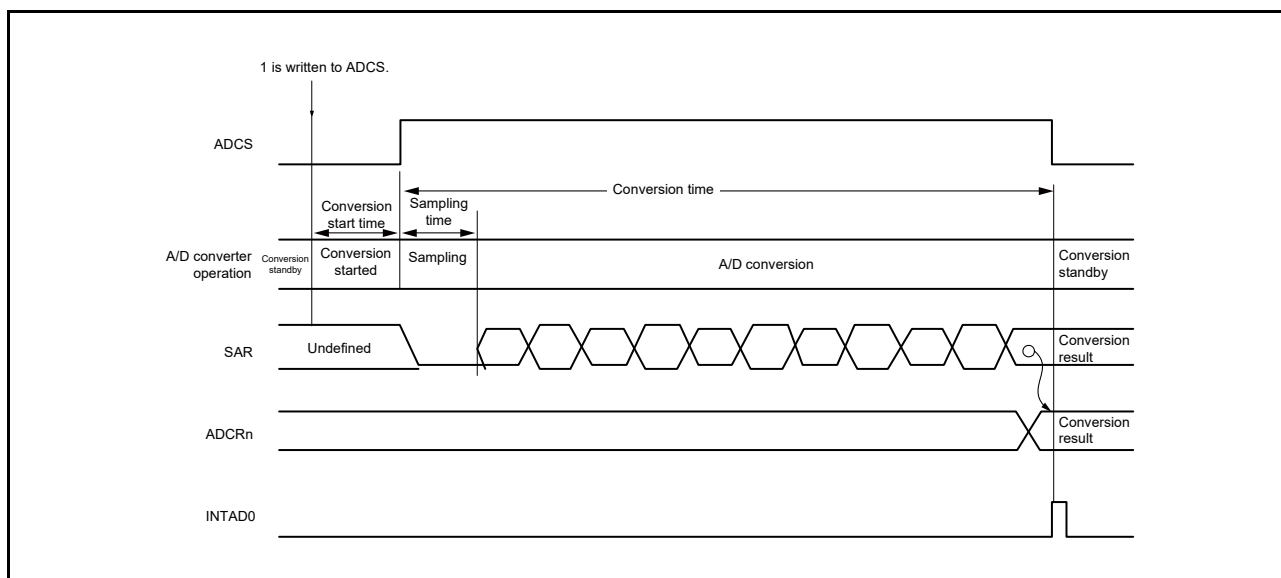 1 is written to ADCS.
ADCS
Conversion time
Conversion
start time
Sampling
time
A/D converter
operation
Conversion
standby
Conversion
started
Sampling
A/D conversion
Conversion
standby
SAR
Undefined
Conversion
result
ADCRn
Conversion
result
INTAD0